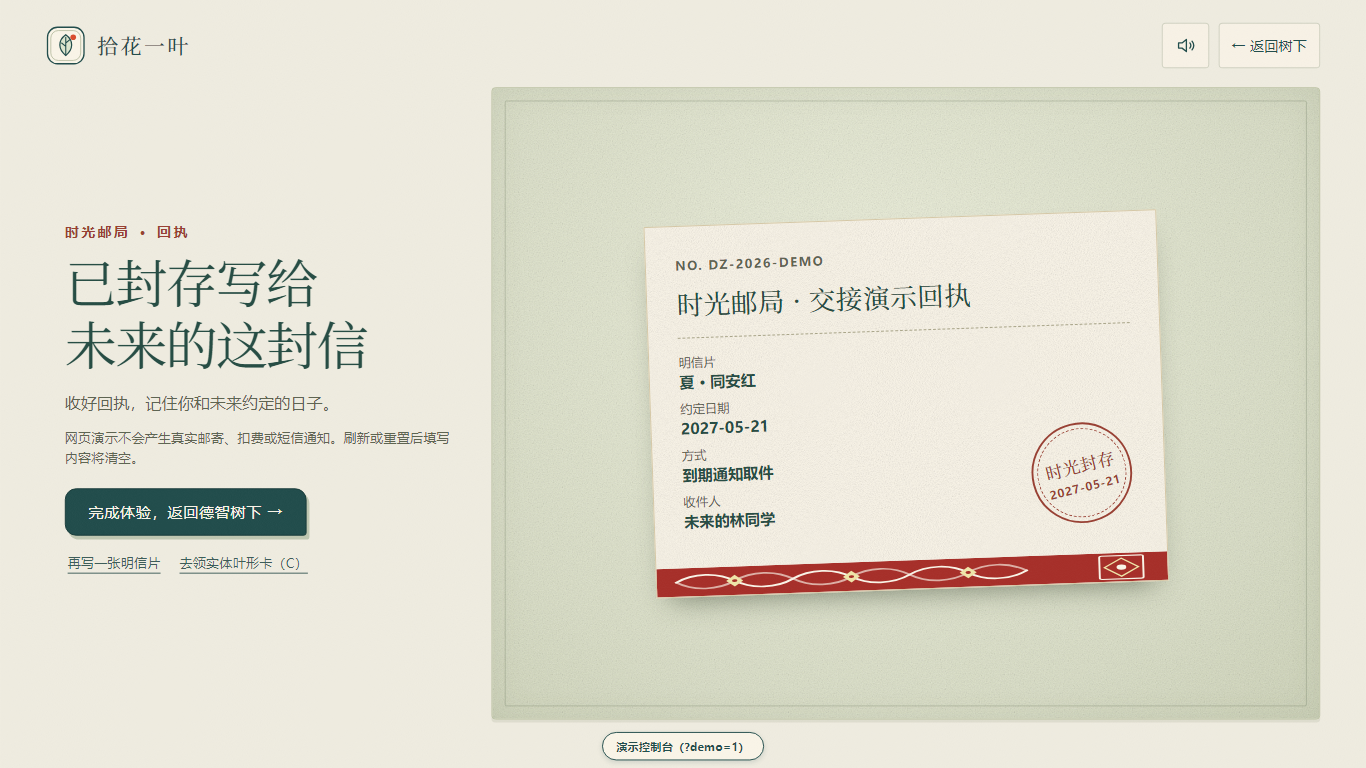 拾花一叶
← 返回树下
时光邮局 • 回执
已封存写给
未来的这封信
收好回执，记住你和未来约定的日子。
网页演示不会产生真实邮寄、扣费或短信通知。刷新或重置后填写
内容将清空。
完成体验，返回德智树下 →
再写一张明信片
去领实体叶形卡（C）
NO. DZ-2026-DEMO
时光邮局 · 交接演示回执
明信片
夏 • 同安红
约定日期
2027-05-21
方式
到期通知取件
收件人
未来的林同学
时光封存
2027-05-21
演示控制台（?demo=1）